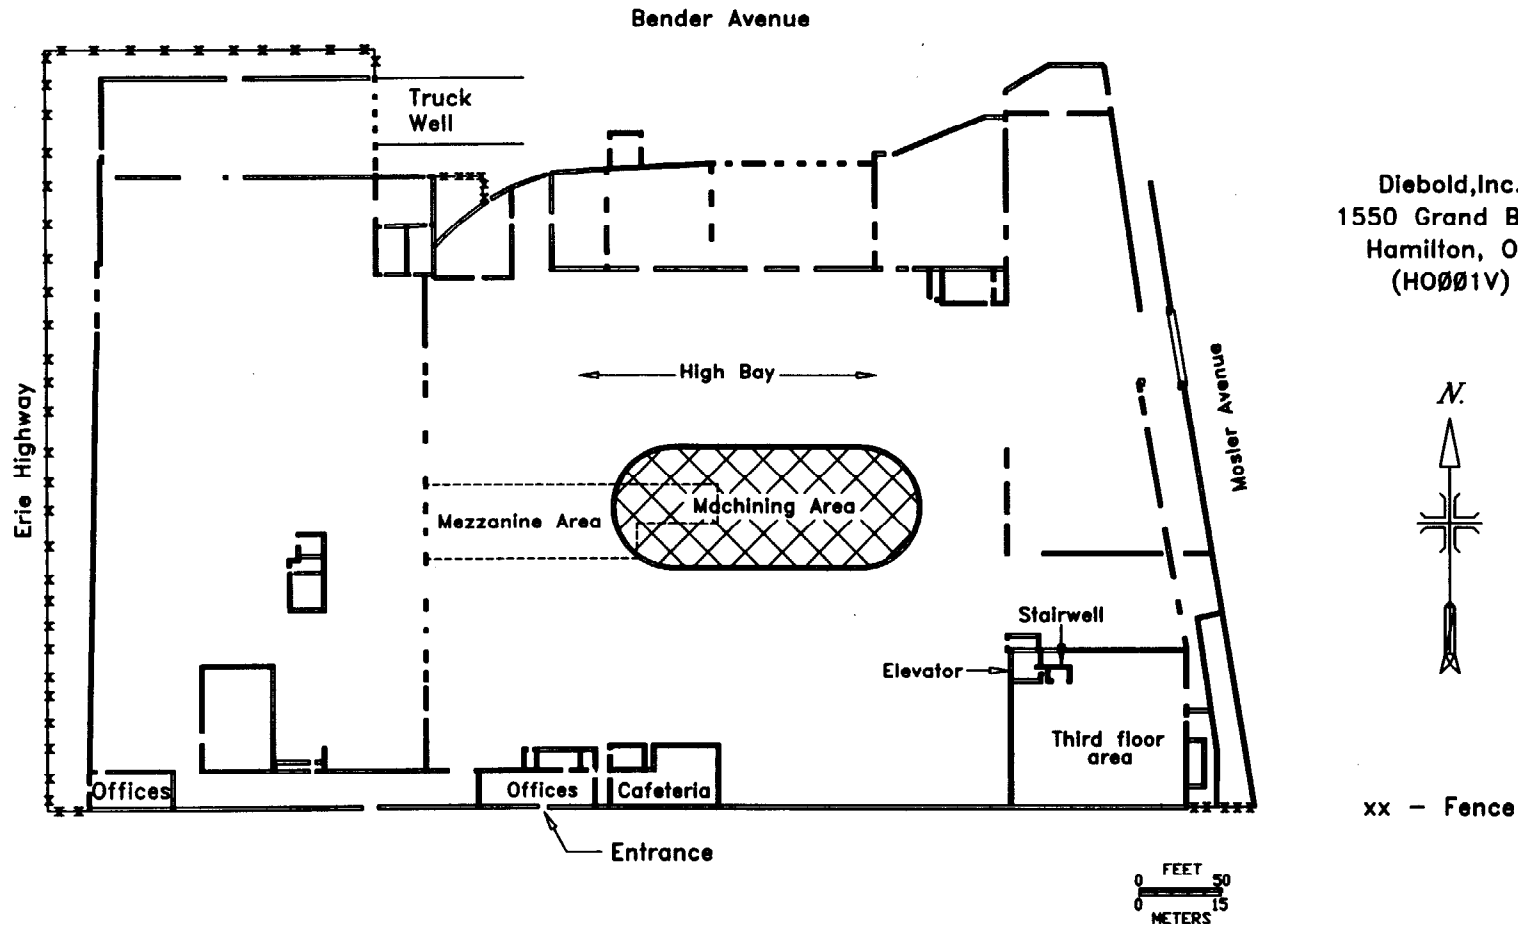 Bender Avenue
Truck
Well
Diebold,Inc.
1550 Grand B
Hamilton, O
(HOØØ1V)
High Bay
N.
Erie Highway
Mosler Avenue
Machining Area
Mezzanine Area
Stairwell
Elevator
Third floor
area
Offices
Offices
Cafeteria
xx – Fence
Entrance
FEET
0 50
0 15
METERS